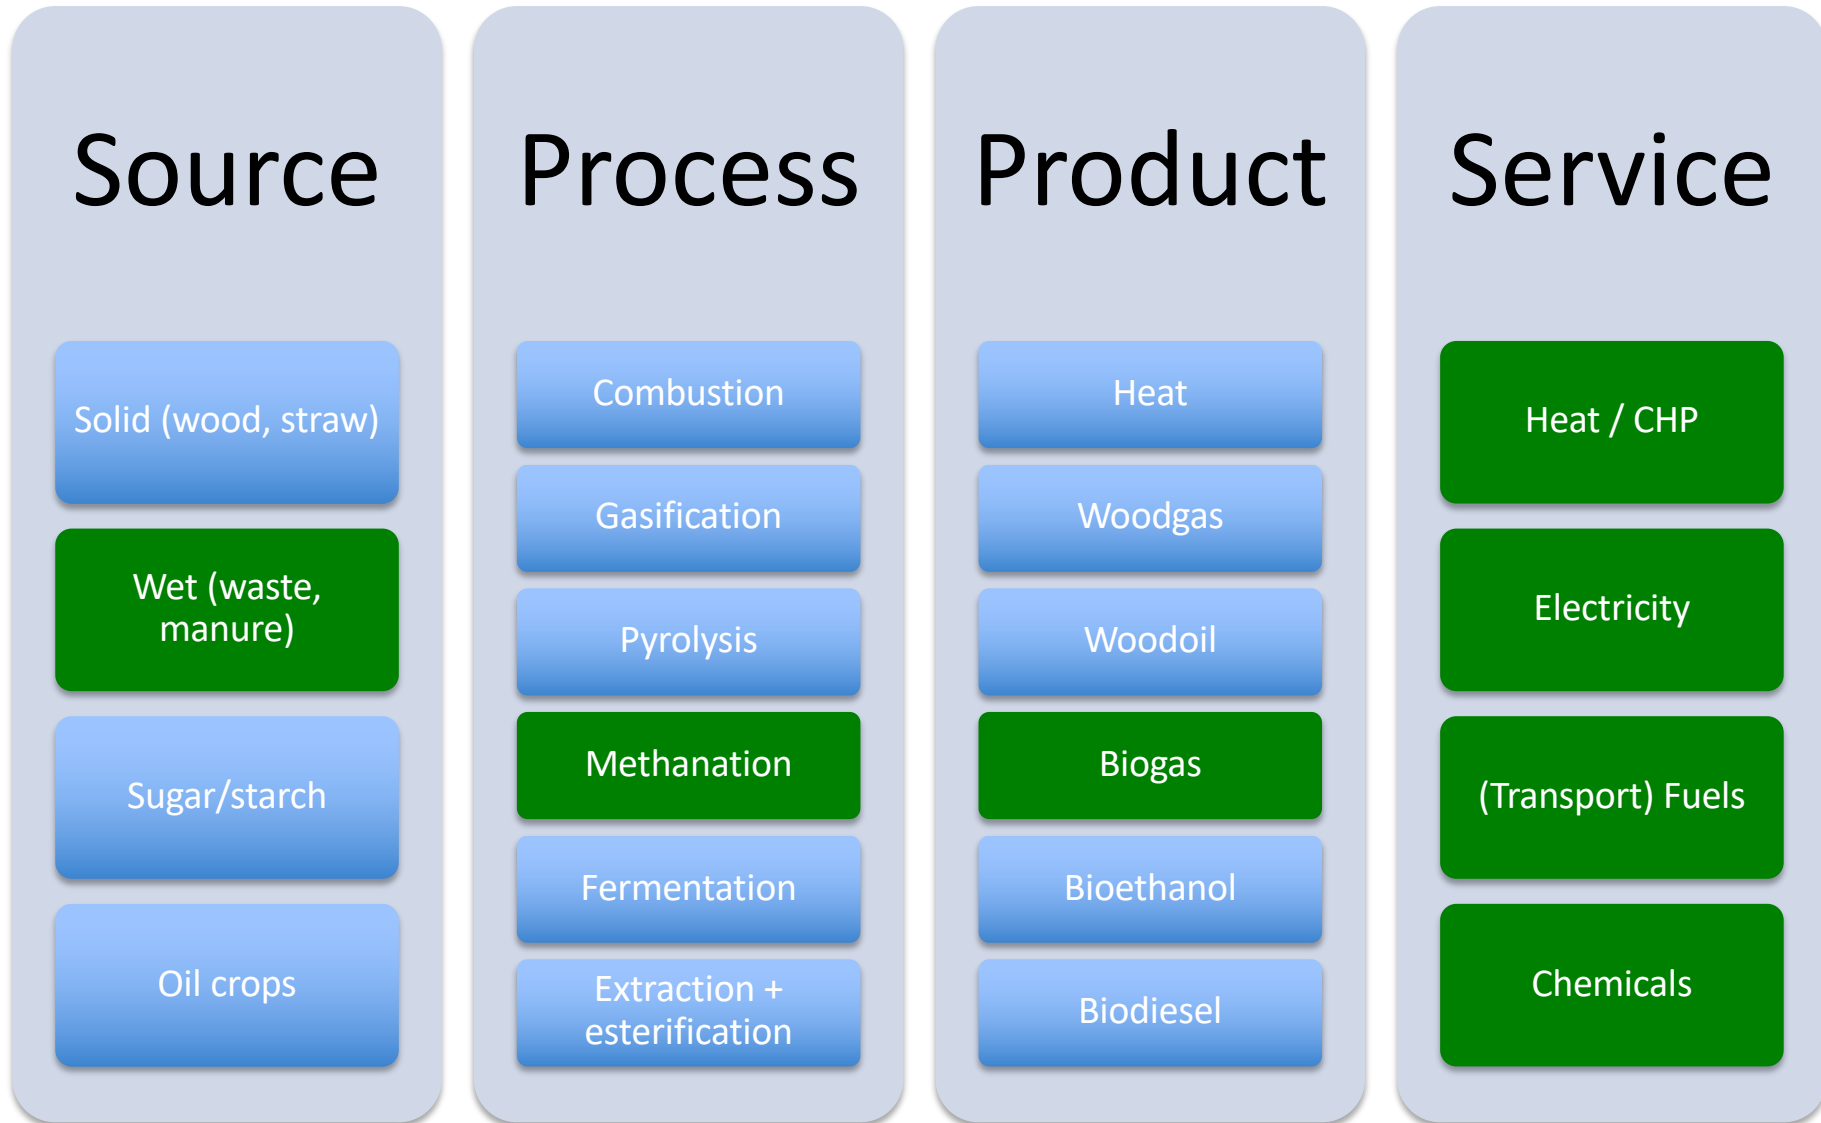 Source
Solid (wood, straw)
Wet (waste,
manure)
Sugar/starch
Oil crops
Process
Combustion
Gasification
Pyrolysis
Methanation
Fermentation
Extraction +
esterification
Product
Heat
Woodgas
Woodoil
Biogas
Bioethanol
Biodiesel
Service
Heat / CHP
Electricity
(Transport) Fuels
Chemicals